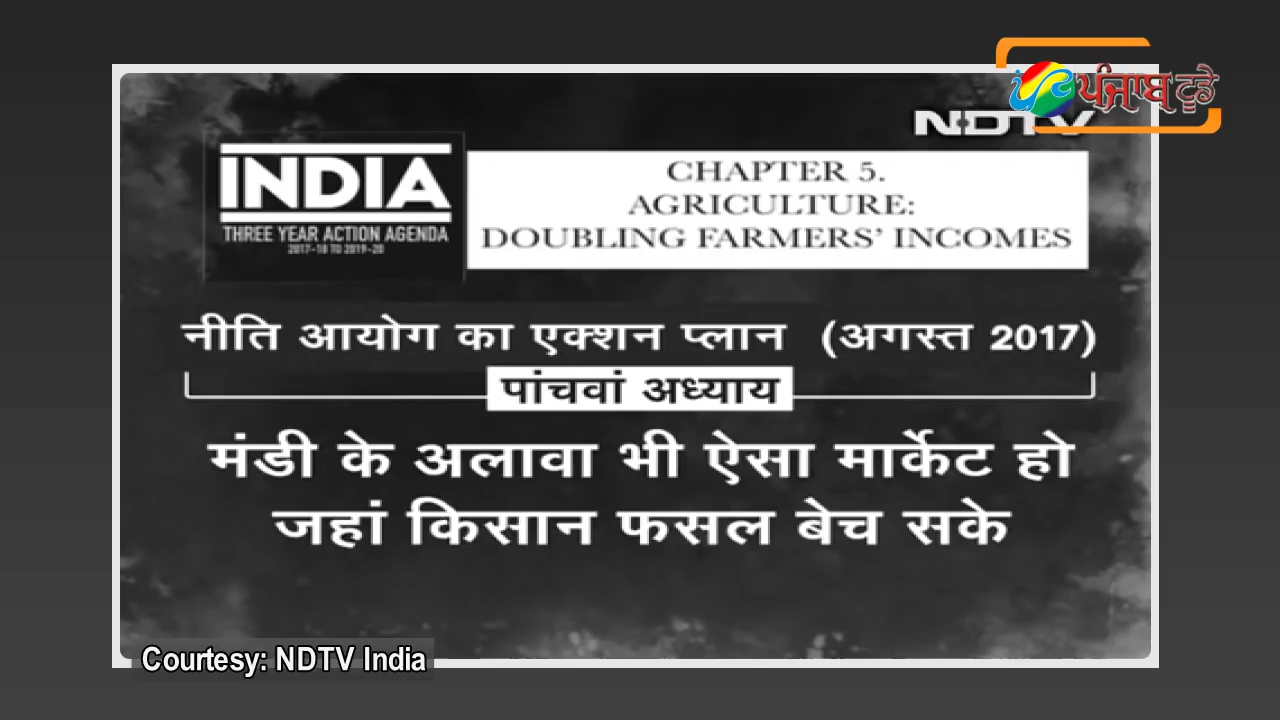 ਪੰਜਾਬ ਟੂਡੇ
NDTV
INDIA
THREE YEAR ACTION AGENDA
2017-18 TO 2019-20
CHAPTER 5.
AGRICULTURE:
DOUBLING FARMERS' INCOMES
नीति आयोग का एक्शन प्लान (अगस्त 2017)
पांचवां अध्याय
मंडी के अलावा भी ऐसा मार्केट हो
जहां किसान फसल बेच सके
Courtesy: NDTV India